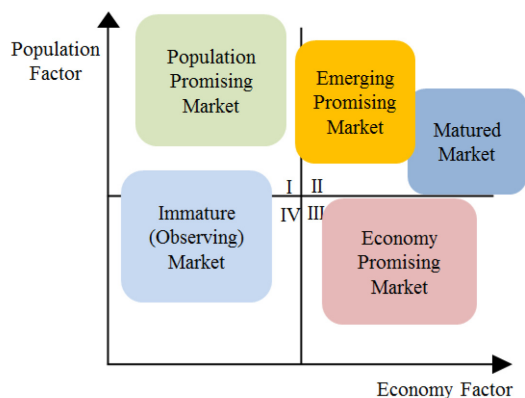 Population
Factor
Population
Promising
Market
Emerging
Promising
Market
Matured
Market
I
II
IV
III
Immature
(Observing)
Market
Economy
Promising
Market
Economy Factor